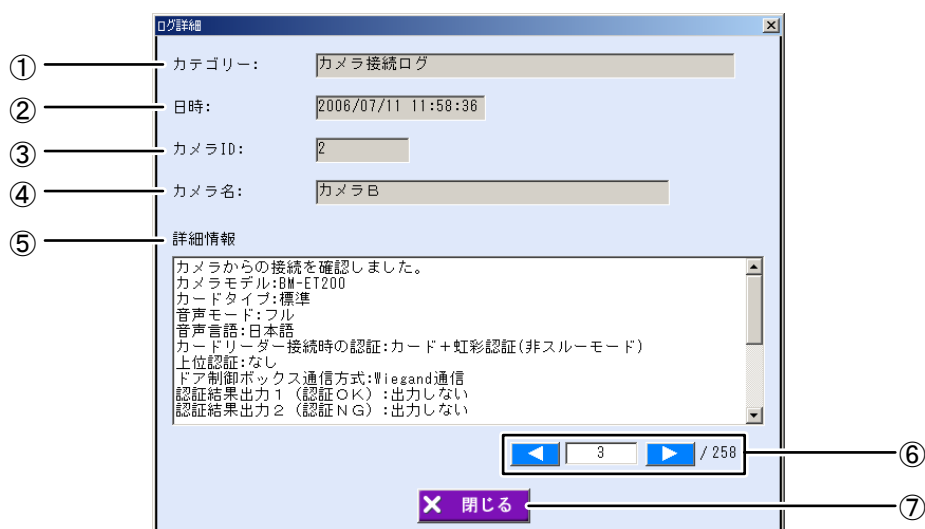 ログ詳細
① カテゴリー: カメラ接続ログ
② 日時: 2006/07/11 11:58:36
③ カメラID: 2
④ カメラ名: カメラB
⑤ 詳細情報
カメラからの接続を確認しました。
カメラモデル:BM-ET200
カードタイプ:標準
音声モード:フル
音声言語:日本語
カードリーダー接続時の認証:カード+虹彩認証(非スルーモード)
上位認証:なし
ドア制御ボックス通信方式:Wiegand通信
認証結果出力1(認証OK):出力しない
認証結果出力2(認証NG):出力しない
3 / 258 ⑥
閉じる ⑦